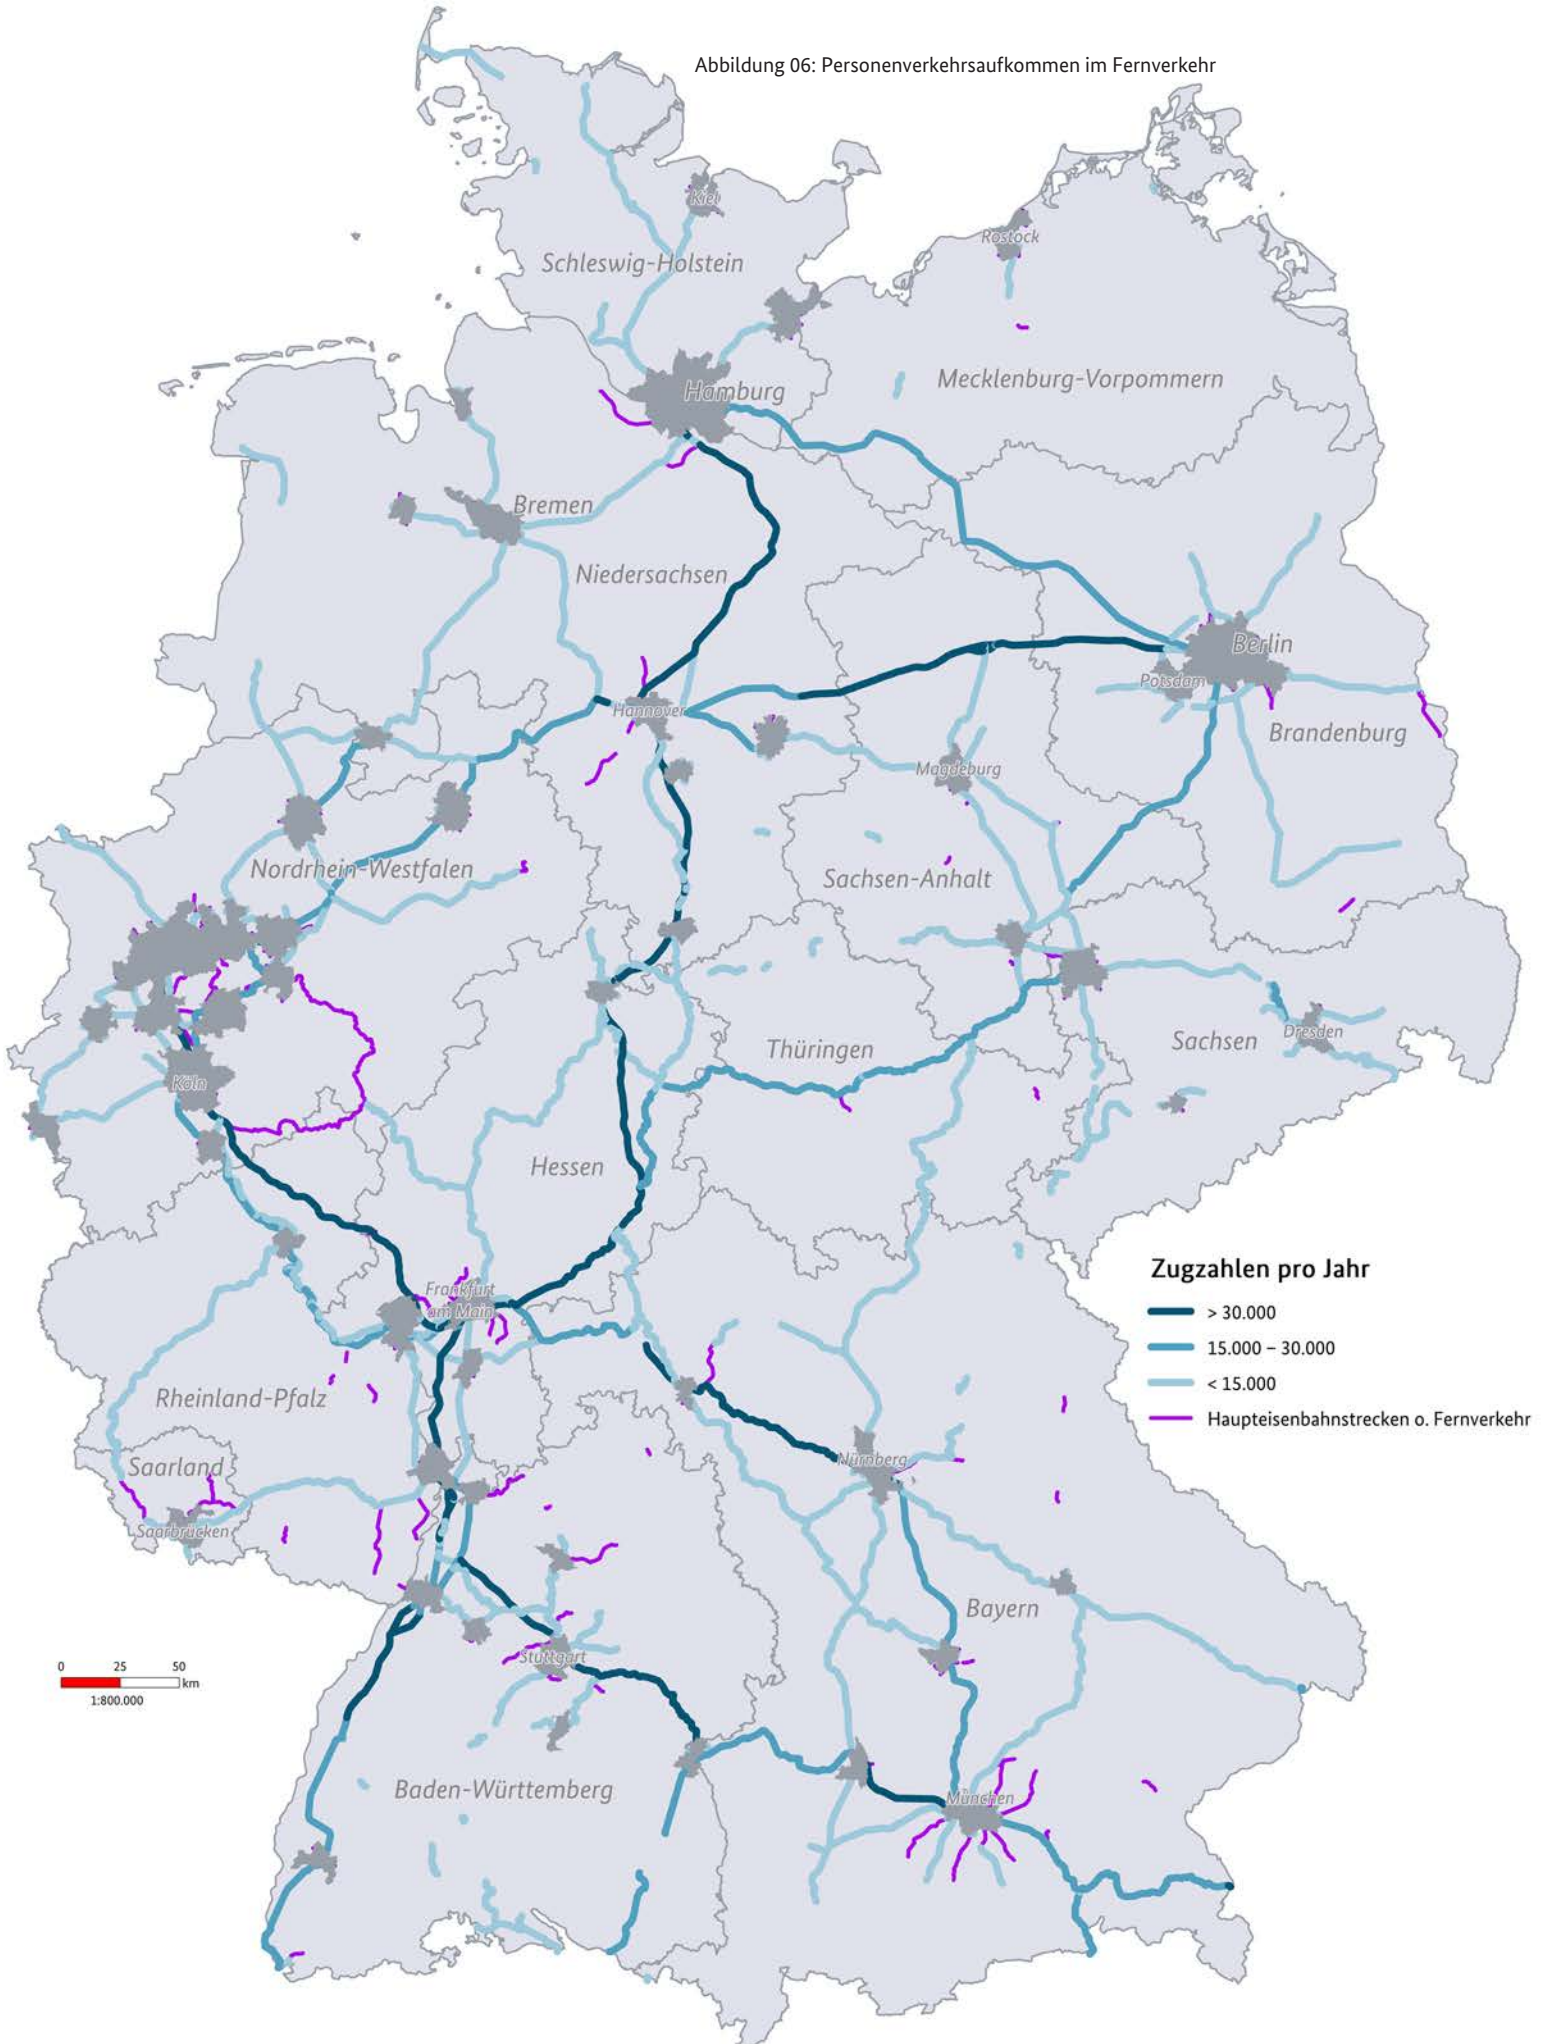 Abbildung 06: Personenverkehrsaufkommen im Fernverkehr
Kiel
Rostock
Schleswig-Holstein
Mecklenburg-Vorpommern
Hamburg
Bremen
Niedersachsen
Berlin
Potsdam
Hannover
Brandenburg
Magdeburg
Nordrhein-Westfalen
Sachsen-Anhalt
Sachsen
Dresden
Thüringen
Köln
Hessen
Zugzahlen pro Jahr
> 30.000
15.000 – 30.000
< 15.000
Haupteisenbahnstrecken o. Fernverkehr
Frankfurt
am Main
Rheinland-Pfalz
Saarland
Nürnberg
Saarbrücken
Bayern
Stuttgart
0 25 50
km
1:800.000
Baden-Württemberg
München